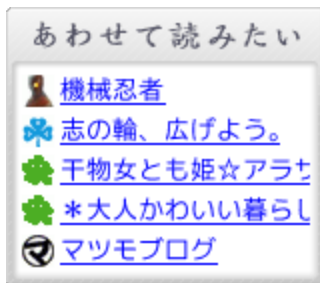 あわせて読みたい
機械忍者
志の輪、広げよう。
干物女とも姫☆アラサ
＊大人かわいい暮らし
マツモブログ